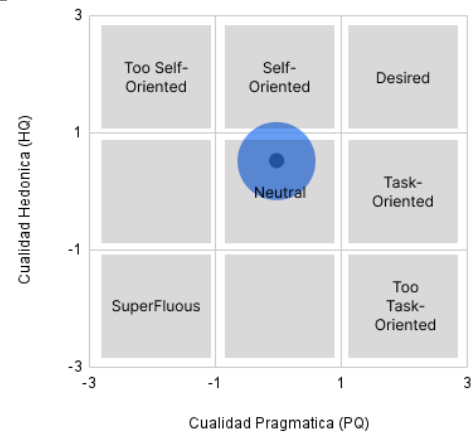 3
Too Self-
Oriented
Self-
Oriented
Desired
1
Cualidad Hedonica (HQ)
Neutral
Task-
Oriented
-1
SuperFluous
Too
Task-
Oriented
-3
-3
-1
1
3
Cualidad Pragmatica (PQ)